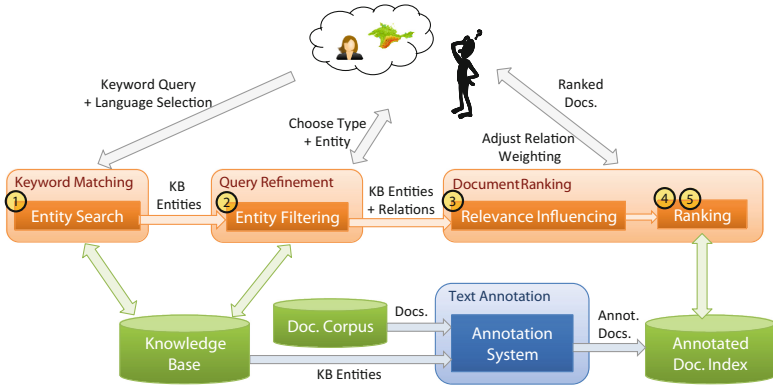 Keyword Query
+ Language Selection
Choose Type
+ Entity
Ranked
Docs.
Adjust Relation
Weighting
Keyword Matching
1
Entity Search
KB
Entities
Query Refinement
2
Entity Filtering
KB Entities
+ Relations
DocumentRanking
3
Relevance Influencing
4 5
Ranking
Knowledge
Base
Doc. Corpus
Docs.
KB Entities
Text Annotation
Annotation
System
Annot.
Docs.
Annotated
Doc. Index